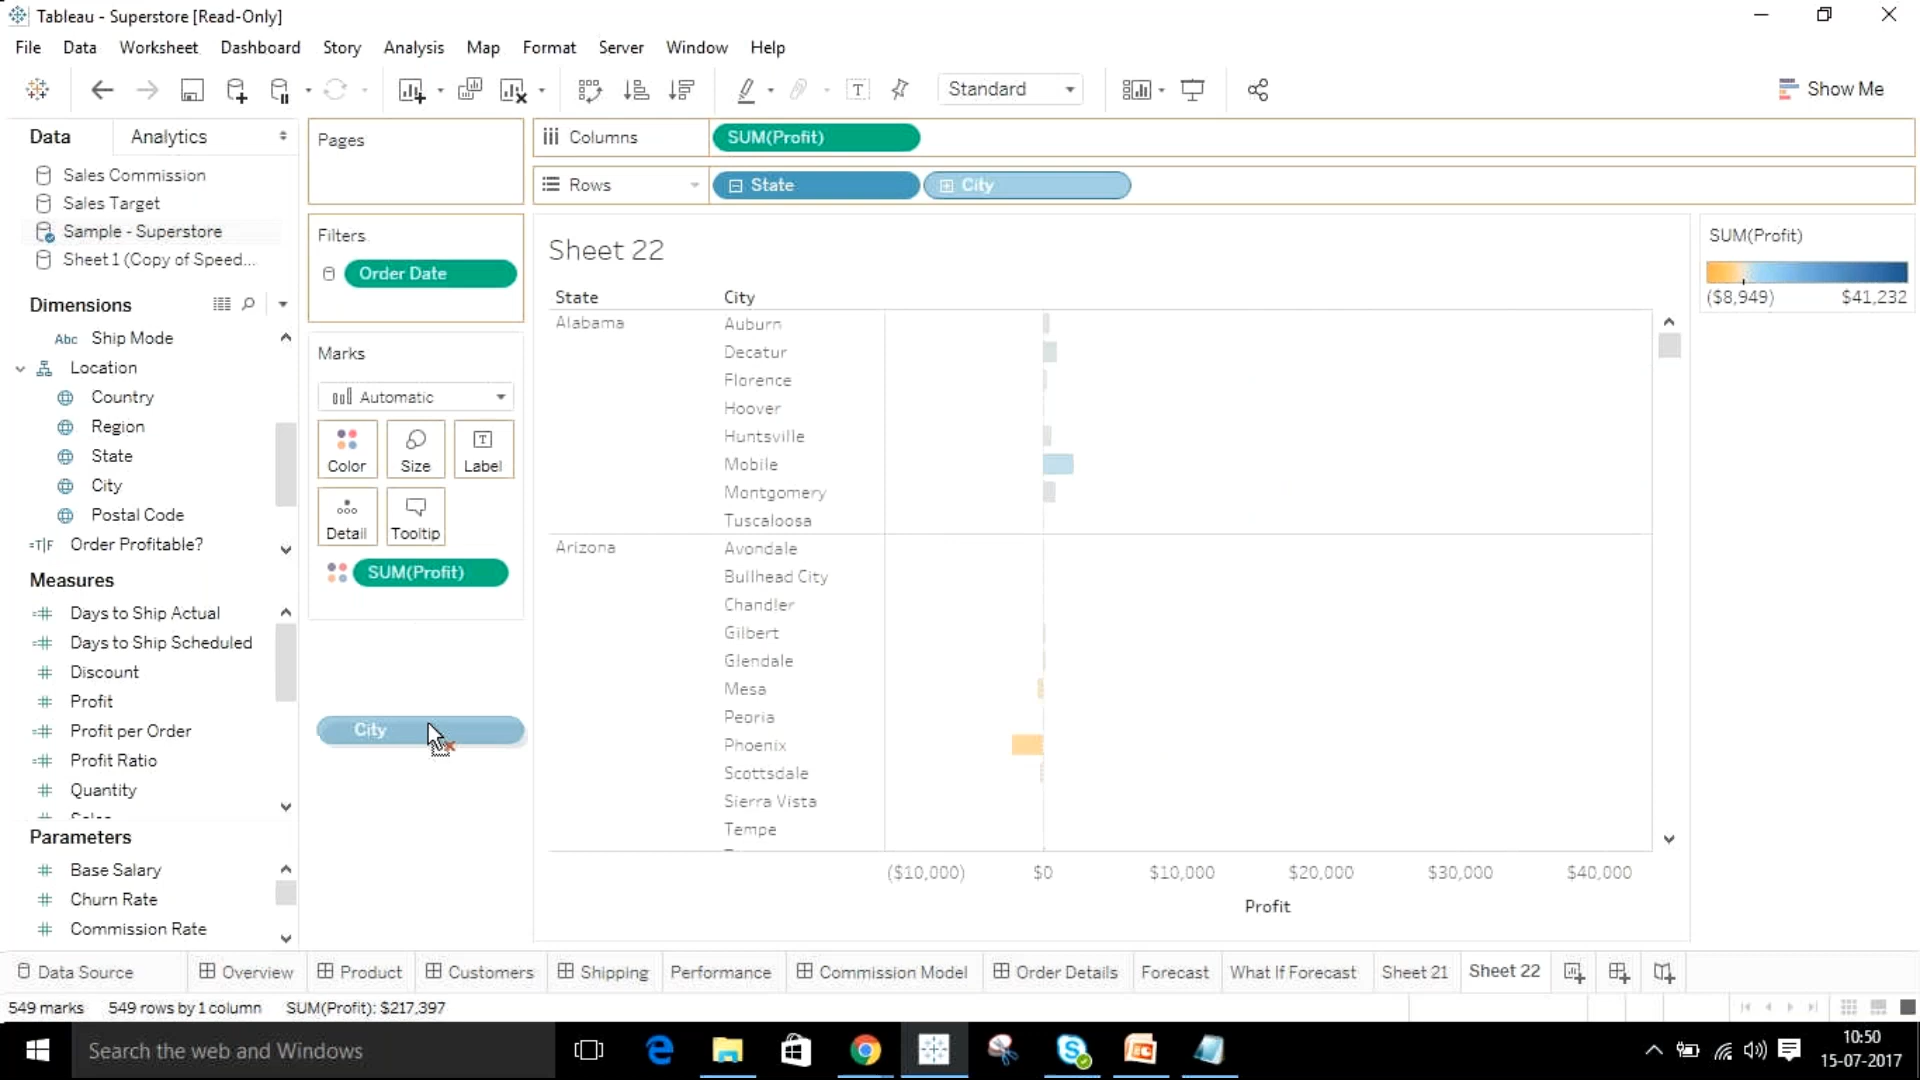 Tableau - Superstore [Read-Only]
File Data Worksheet Dashboard Story Analysis Map Format Server Window Help
Standard
Show Me
Data Analytics
Sales Commission
Sales Target
Sample - Superstore
Sheet 1 (Copy of Speed...
Dimensions
Abc Ship Mode
Location
Country
Region
State
City
Postal Code
=T|F Order Profitable?
Measures
=# Days to Ship Actual
=# Days to Ship Scheduled
# Discount
# Profit
=# Profit per Order
=# Profit Ratio
# Quantity
Parameters
# Base Salary
# Churn Rate
# Commission Rate
Pages
Filters
Order Date
Marks
Automatic
Color Size Label
Detail Tooltip
SUM(Profit)
City
Columns SUM(Profit)
Rows State City
Sheet 22
State City
Alabama Auburn
Decatur
Florence
Hoover
Huntsville
Mobile
Montgomery
Tuscaloosa
Arizona Avondale
Bullhead City
Chandler
Gilbert
Glendale
Mesa
Peoria
Phoenix
Scottsdale
Sierra Vista
Tempe
($10,000) $0 $10,000 $20,000 $30,000 $40,000
Profit
SUM(Profit)
($8,949) $41,232
Data Source Overview Product Customers Shipping Performance Commission Model Order Details Forecast What If Forecast Sheet 21 Sheet 22
549 marks 549 rows by 1 column SUM(Profit): $217,397
Search the web and Windows
10:50
15-07-2017